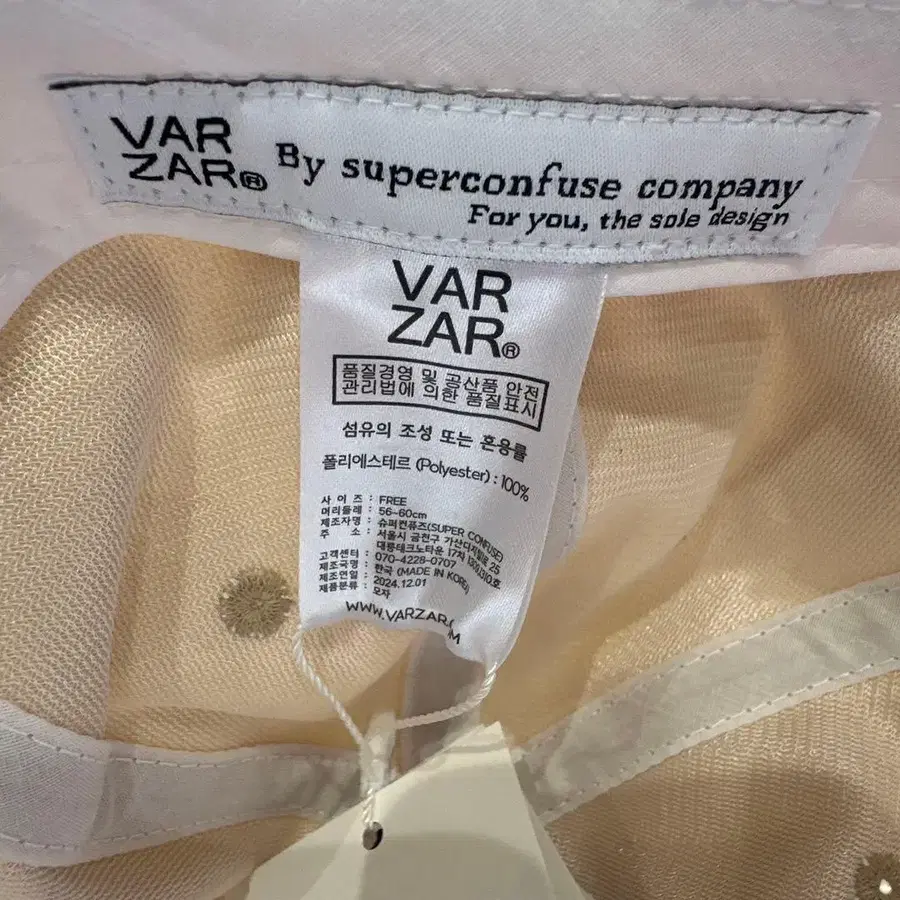 VAR
ZAR®
By superconfuse company
For you, the sole design
VAR
ZAR®
품질경영 및 공산품 안전
관리법에 의한 품질표시
섬유의 조성 또는 혼용률
폴리에스테르 (Polyester) : 100%
사 이 즈 : FREE
머리둘레 : 56~60cm
제조자명 : 슈퍼컨퓨즈(SUPER CONFUSE)
주 소 : 서울시 금천구 가산디지털1로 25
대륭테크노타운 17차 1309,1310호
고객센터 : 070-4228-0707
제조국명 : 한국 (MADE IN KOREA)
제조연월 : 2024.12.01
제품분류 : 모자
WWW.VARZAR.